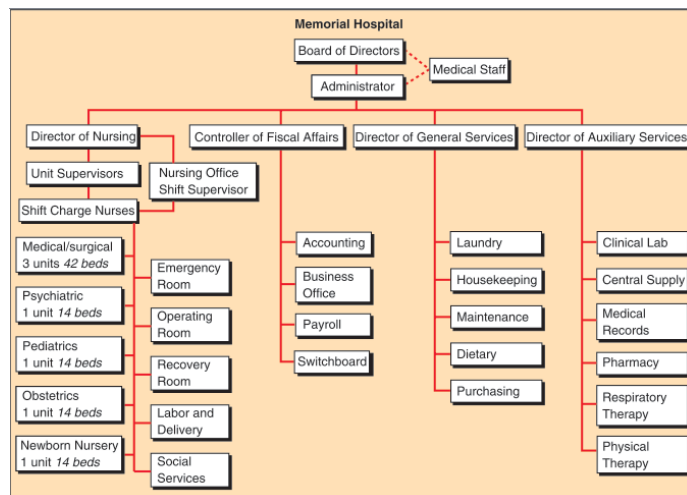 Memorial Hospital
Board of Directors
Medical Staff
Administrator
Director of Nursing
Controller of Fiscal Affairs
Director of General Services
Director of Auxiliary Services
Unit Supervisors
Nursing Office
Shift Supervisor
Shift Charge Nurses
Medical/surgical
3 units 42 beds
Psychiatric
1 unit 14 beds
Pediatrics
1 unit 14 beds
Obstetrics
1 unit 14 beds
Newborn Nursery
1 unit 14 beds
Emergency
Room
Operating
Room
Recovery
Room
Labor and
Delivery
Social
Services
Accounting
Business
Office
Payroll
Switchboard
Laundry
Housekeeping
Maintenance
Dietary
Purchasing
Clinical Lab
Central Supply
Medical
Records
Pharmacy
Respiratory
Therapy
Physical
Therapy